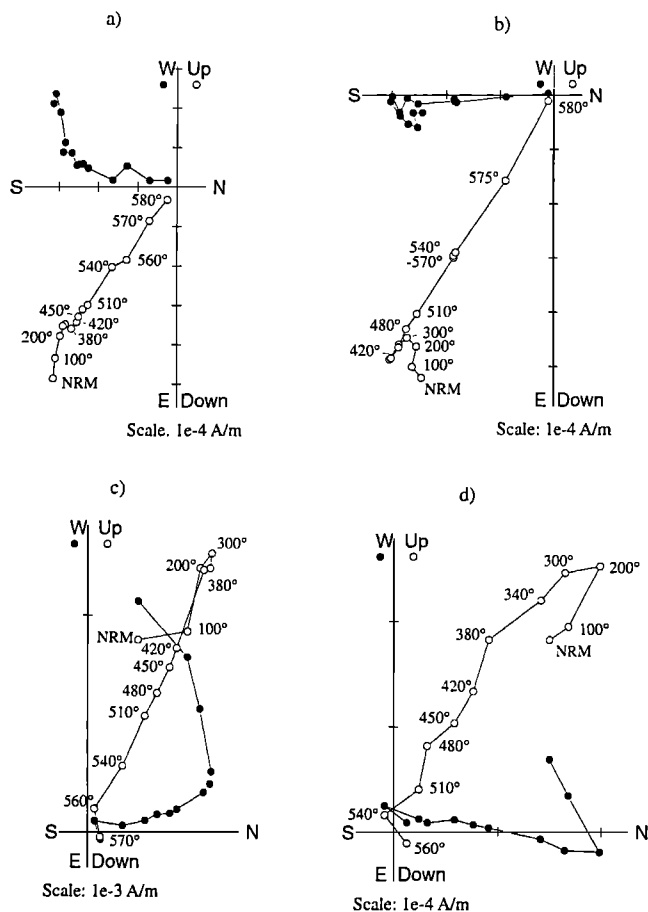 a)
W Up
S N
580°
570°
560°
540°
510°
450°
420°
200°
380°
100°
NRM
E Down
Scale. 1e-4 A/m
b)
W Up
S N
580°
575°
540°
-570°
510°
480°
300°
420°
200°
100°
NRM
E Down
Scale: 1e-4 A/m
c)
W Up
300°
200°
380°
NRM
100°
420°
450°
480°
510°
540°
560°
570°
N
E Down
Scale: 1e-3 A/m
d)
W Up
300°
200°
340°
380°
100°
NRM
420°
450°
480°
510°
S N
540°
560°
E Down
Scale: 1e-4 A/m